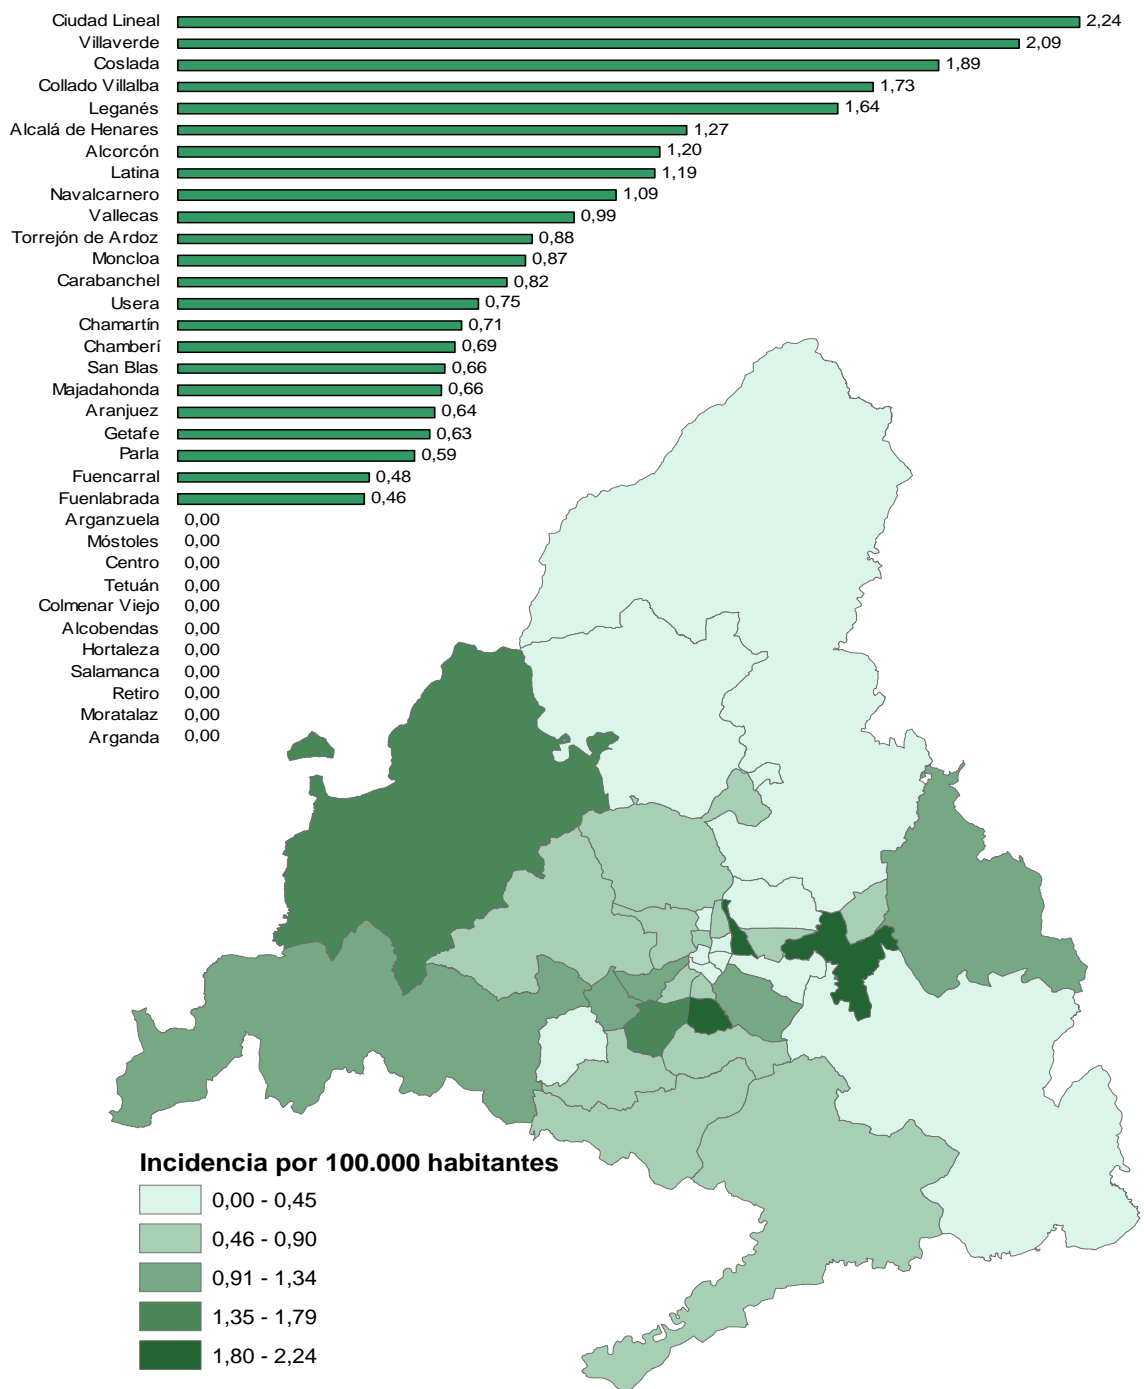 Ciudad Lineal 2,24
Villaverde 2,09
Coslada 1,89
Collado Villalba 1,73
Leganés 1,64
Alcalá de Henares 1,27
Alcorcón 1,20
Latina 1,19
Navalcarnero 1,09
Vallecas 0,99
Torrejón de Ardoz 0,88
Moncloa 0,87
Carabanchel 0,82
Usera 0,75
Chamartín 0,71
Chamberí 0,69
San Blas 0,66
Majadahonda 0,66
Aranjuez 0,64
Getafe 0,63
Parla 0,59
Fuencarral 0,48
Fuenlabrada 0,46
Arganzuela 0,00
Móstoles 0,00
Centro 0,00
Tetuán 0,00
Colmenar Viejo 0,00
Alcobendas 0,00
Hortaleza 0,00
Salamanca 0,00
Retiro 0,00
Moratalaz 0,00
Arganda 0,00
Incidencia por 100.000 habitantes
0,00 - 0,45
0,46 - 0,90
0,91 - 1,34
1,35 - 1,79
1,80 - 2,24